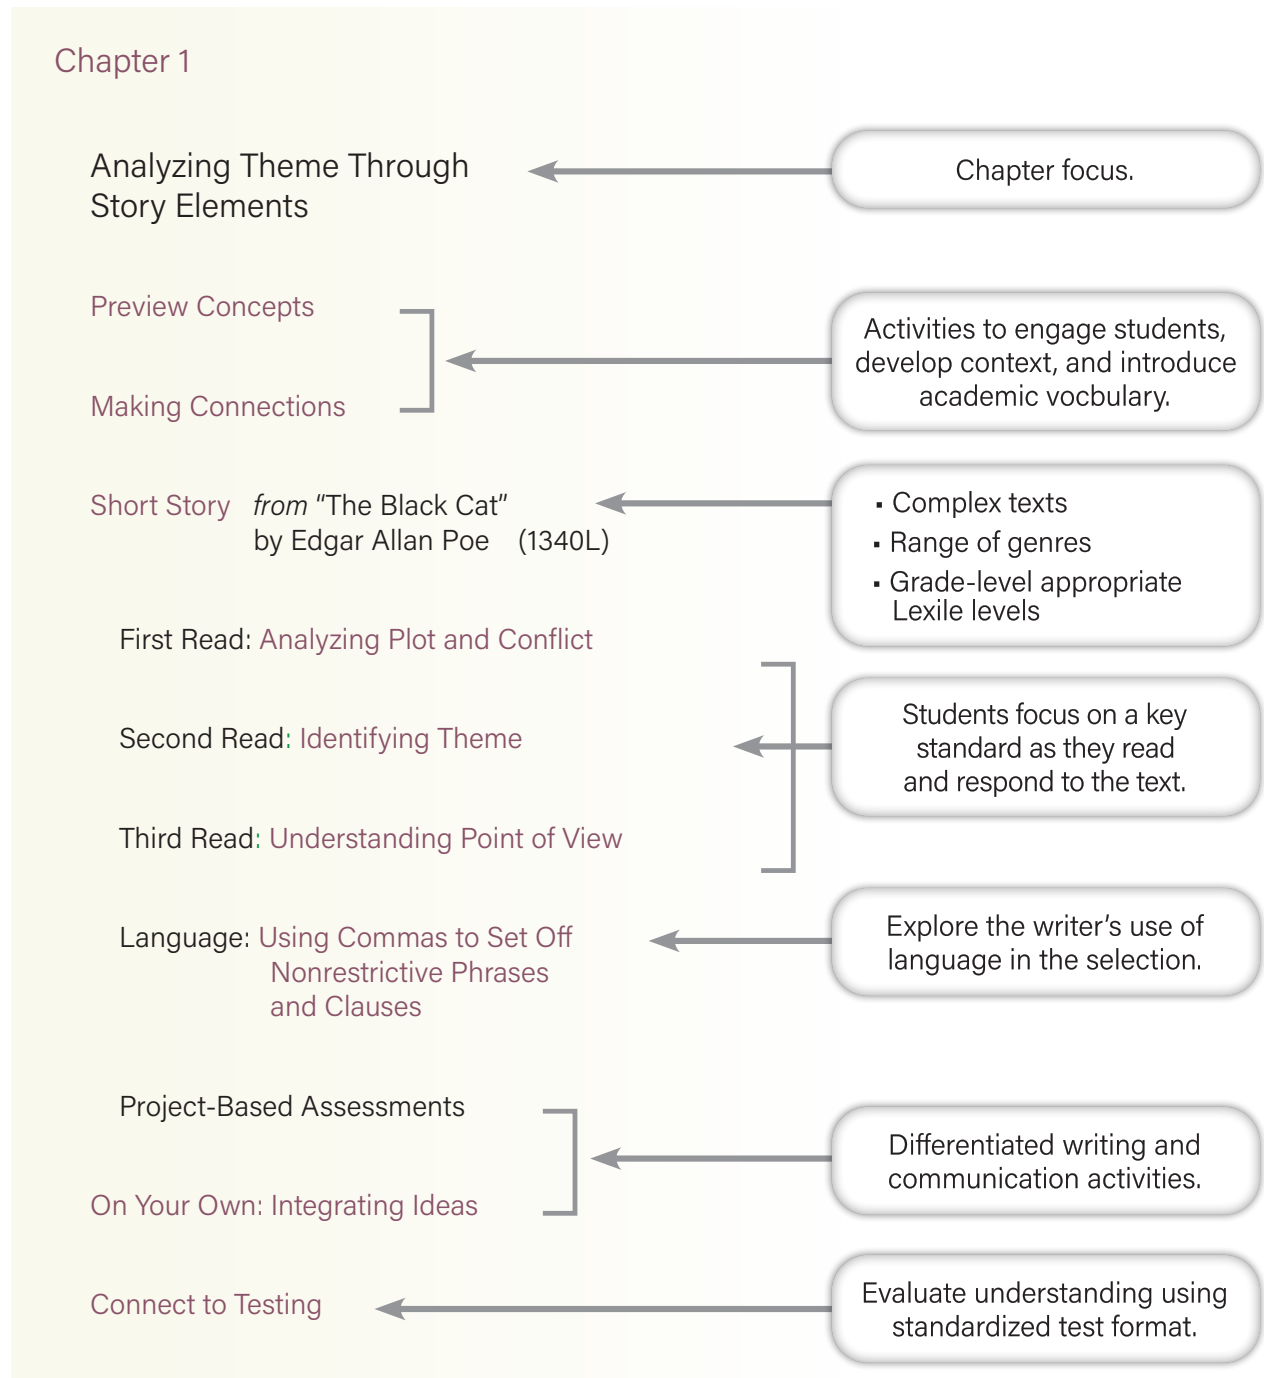 Chapter 1
Analyzing Theme Through
Story Elements
Chapter focus.
Preview Concepts
Making Connections
Activities to engage students,
develop context, and introduce
academic vocbulary.
Short Story from “The Black Cat”
by Edgar Allan Poe (1340L)
▪ Complex texts
▪ Range of genres
▪ Grade-level appropriate
Lexile levels
First Read: Analyzing Plot and Conflict
Second Read: Identifying Theme
Third Read: Understanding Point of View
Students focus on a key
standard as they read
and respond to the text.
Language: Using Commas to Set Off
Nonrestrictive Phrases
and Clauses
Explore the writer’s use of
language in the selection.
Project-Based Assessments
On Your Own: Integrating Ideas
Differentiated writing and
communication activities.
Connect to Testing
Evaluate understanding using
standardized test format.